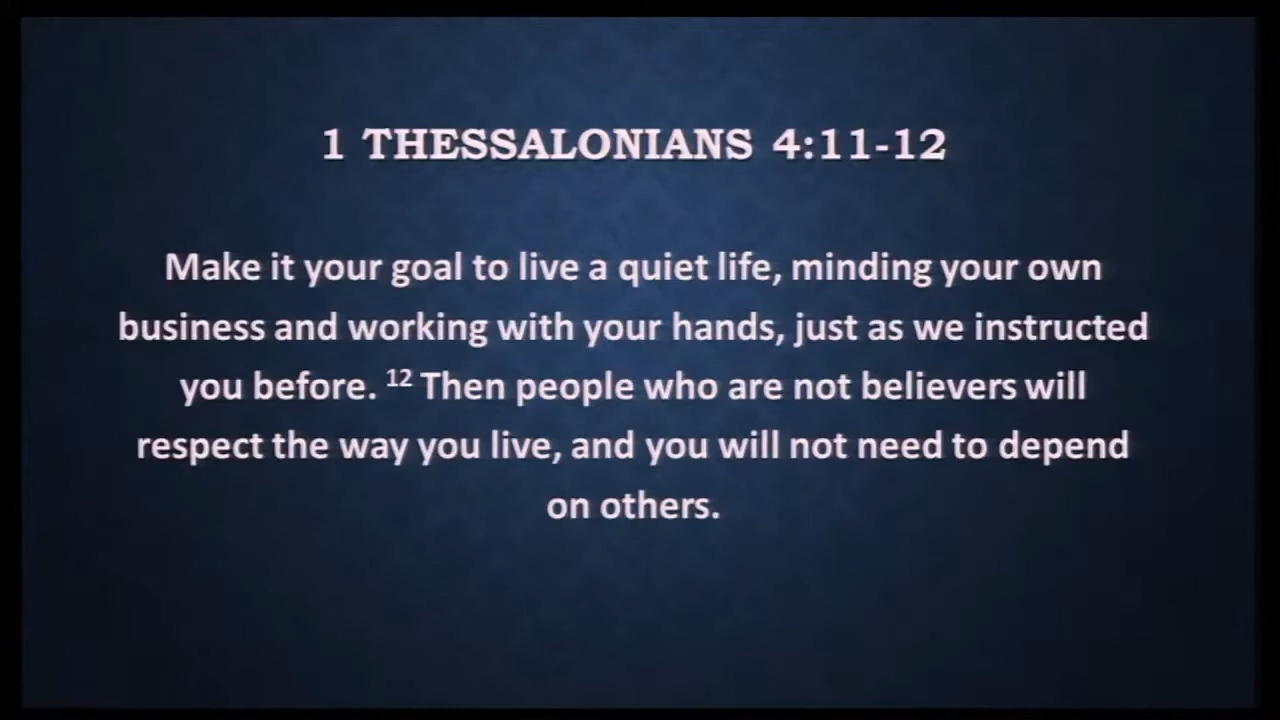 1 THESSALONIANS 4:11-12
Make it your goal to live a quiet life, minding your own
business and working with your hands, just as we instructed
you before. 12 Then people who are not believers will
respect the way you live, and you will not need to depend
on others.